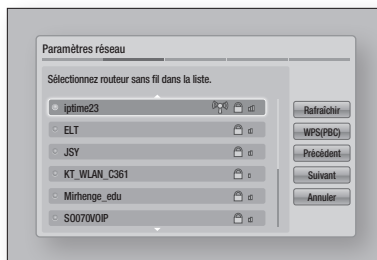 Paramètres réseau
Sélectionnez routeur sans fil dans la liste.
iptime23
ELT
JSY
KT_WLAN_C361
Mirhenge_edu
SO070VOIP
Rafraîchir
WPS(PBC)
Précédent
Suivant
Annuler